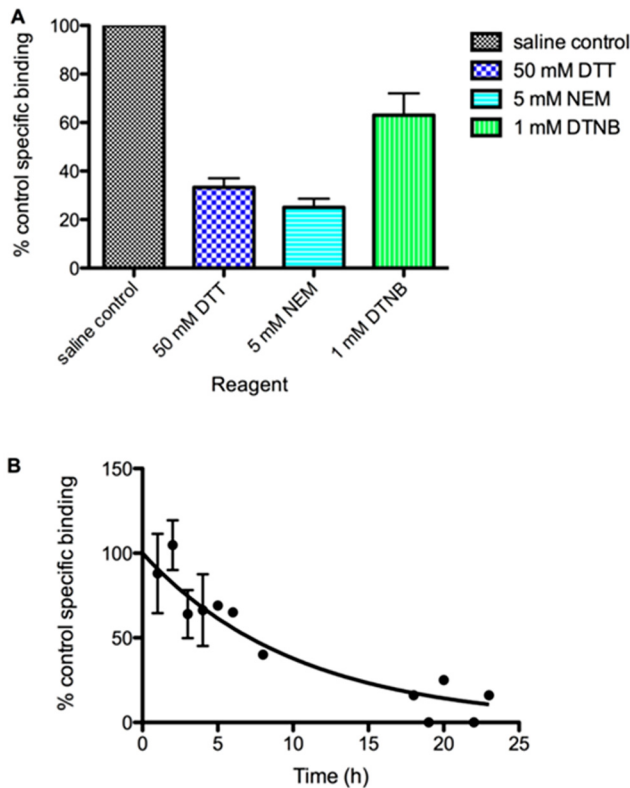 A
100
80
60
40
20
0
% control specific binding
saline control
50 mM DTT
5 mM NEM
1 mM DTNB
Reagent
saline control
50 mM DTT
5 mM NEM
1 mM DTNB
B
150
100
50
0
% control specific binding
0 5 10 15 20 25
Time (h)